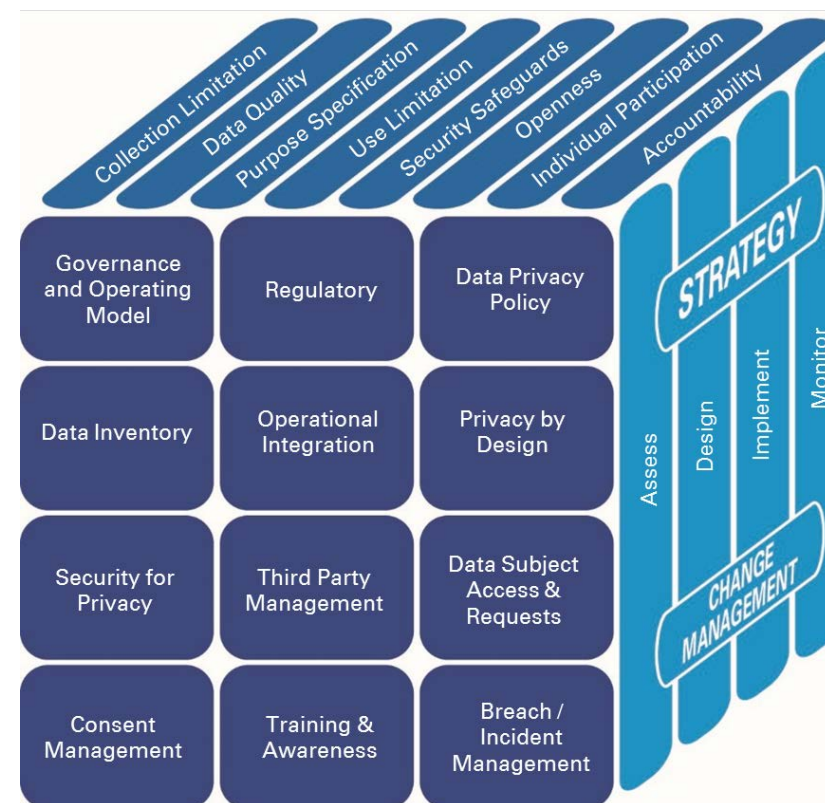 Collection Limitation
Data Quality
Purpose Specification
Use Limitation
Security Safeguards
Openness
Individual Participation
Accountability
Governance
and Operating
Model
Regulatory
Data Privacy
Policy
Data Inventory
Operational
Integration
Privacy by
Design
Security for
Privacy
Third Party
Management
Data Subject
Access &
Requests
Consent
Management
Training &
Awareness
Breach /
Incident
Management
Assess
Design
Implement
Monitor
STRATEGY
CHANGE
MANAGEMENT